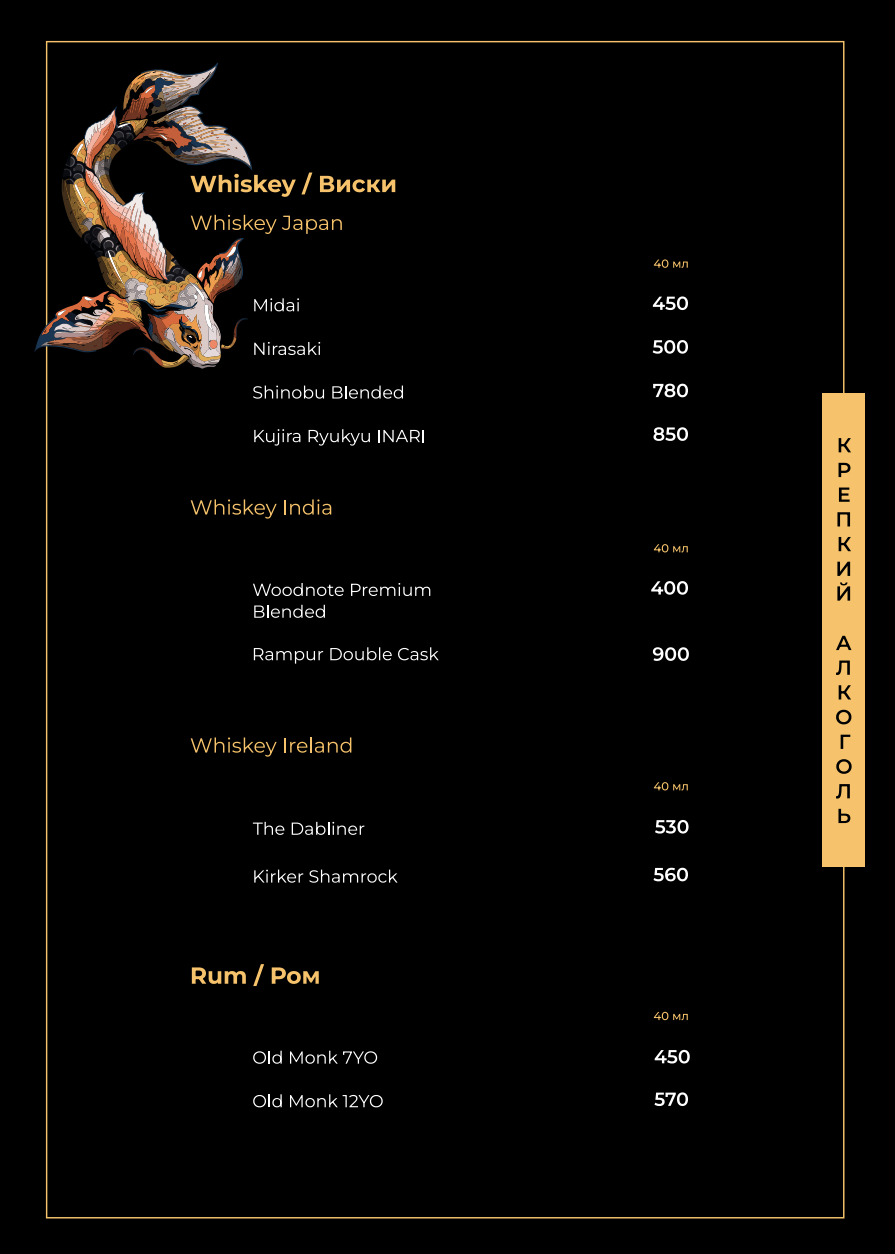 Whiskey / Виски
Whiskey Japan
40 мл
Midai 450
Nirasaki 500
Shinobu Blended 780
Kujira Ryukyu INARI 850
Whiskey India
40 мл
Woodnote Premium 400
Blended
Rampur Double Cask 900
Whiskey Ireland
40 мл
The Dabliner 530
Kirker Shamrock 560
Rum / Ром
40 мл
Old Monk 7YO 450
Old Monk 12YO 570
КРЕПКИЙ АЛКОГОЛЬ